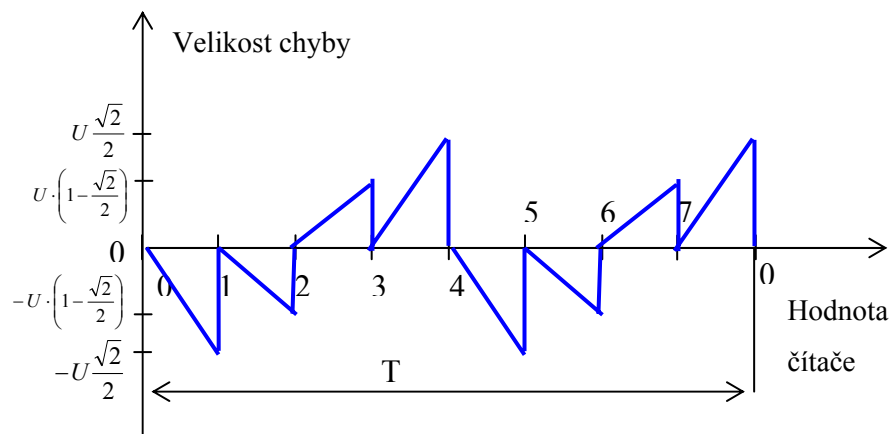 Velikost chyby
U √2/2
U·(1−√2/2)
0
−U·(1−√2/2)
−U √2/2
0 1 2 3 4 5 6 7 0
T
Hodnota
čítače